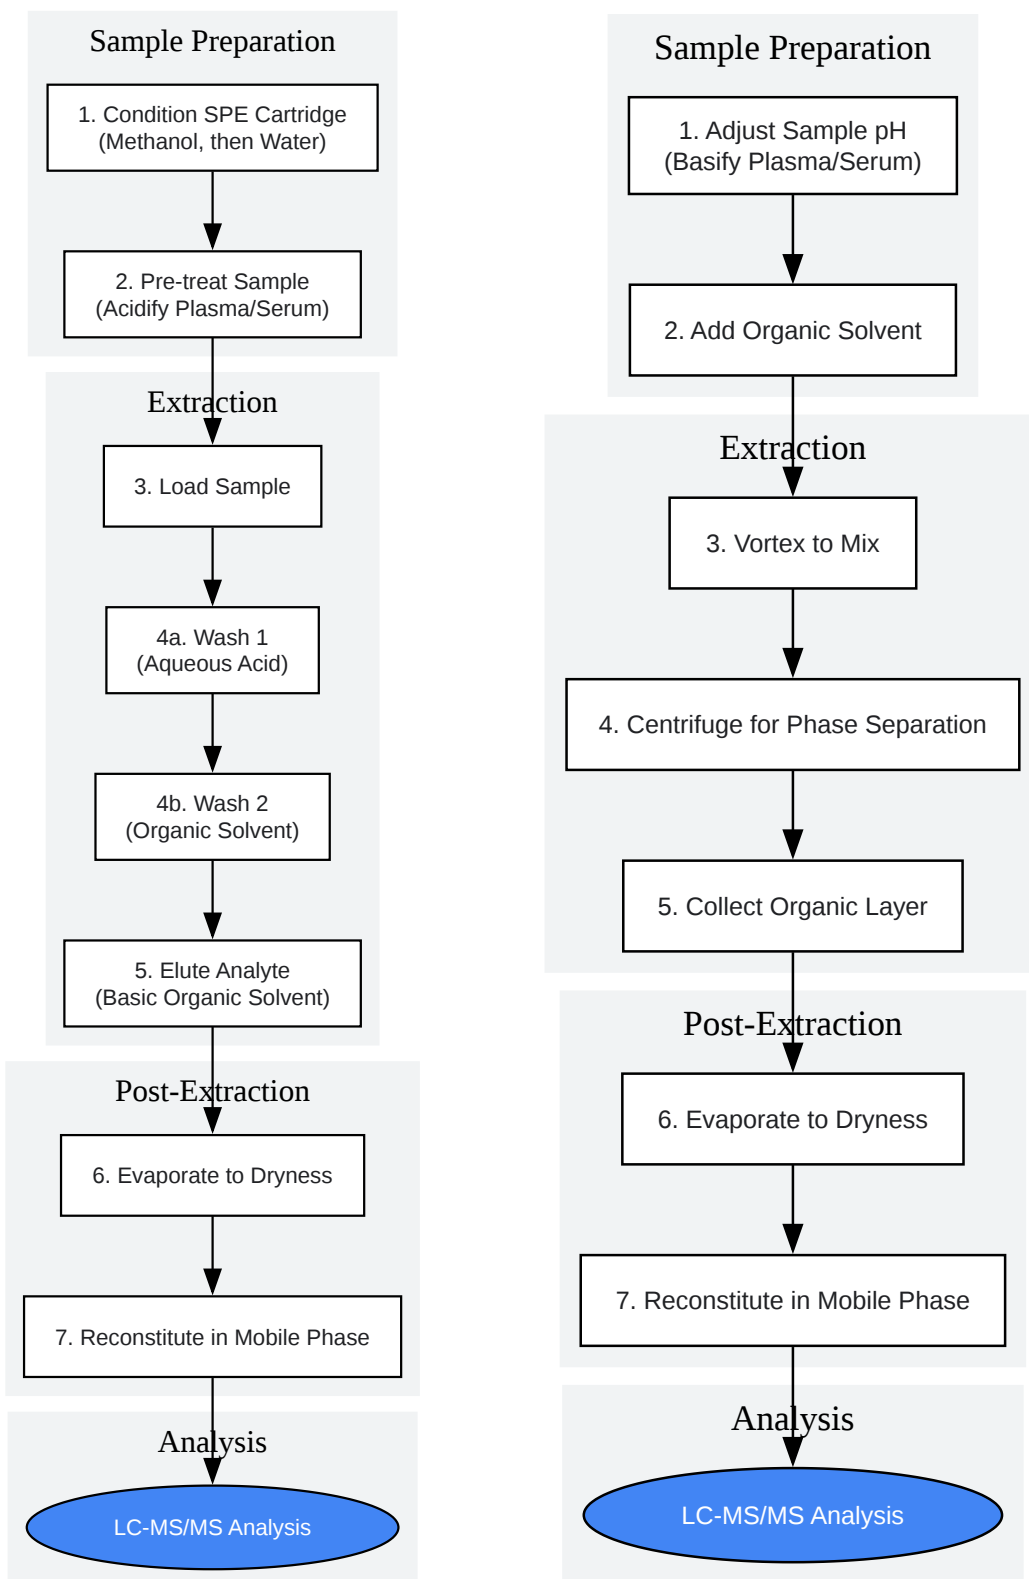 Sample Preparation
1. Condition SPE Cartridge
(Methanol, then Water)
2. Pre-treat Sample
(Acidify Plasma/Serum)
Extraction
3. Load Sample
4a. Wash 1
(Aqueous Acid)
4b. Wash 2
(Organic Solvent)
5. Elute Analyte
(Basic Organic Solvent)
Post-Extraction
6. Evaporate to Dryness
7. Reconstitute in Mobile Phase
Analysis
LC-MS/MS Analysis
Sample Preparation
1. Adjust Sample pH
(Basify Plasma/Serum)
2. Add Organic Solvent
Extraction
3. Vortex to Mix
4. Centrifuge for Phase Separation
5. Collect Organic Layer
Post-Extraction
6. Evaporate to Dryness
7. Reconstitute in Mobile Phase
Analysis
LC-MS/MS Analysis